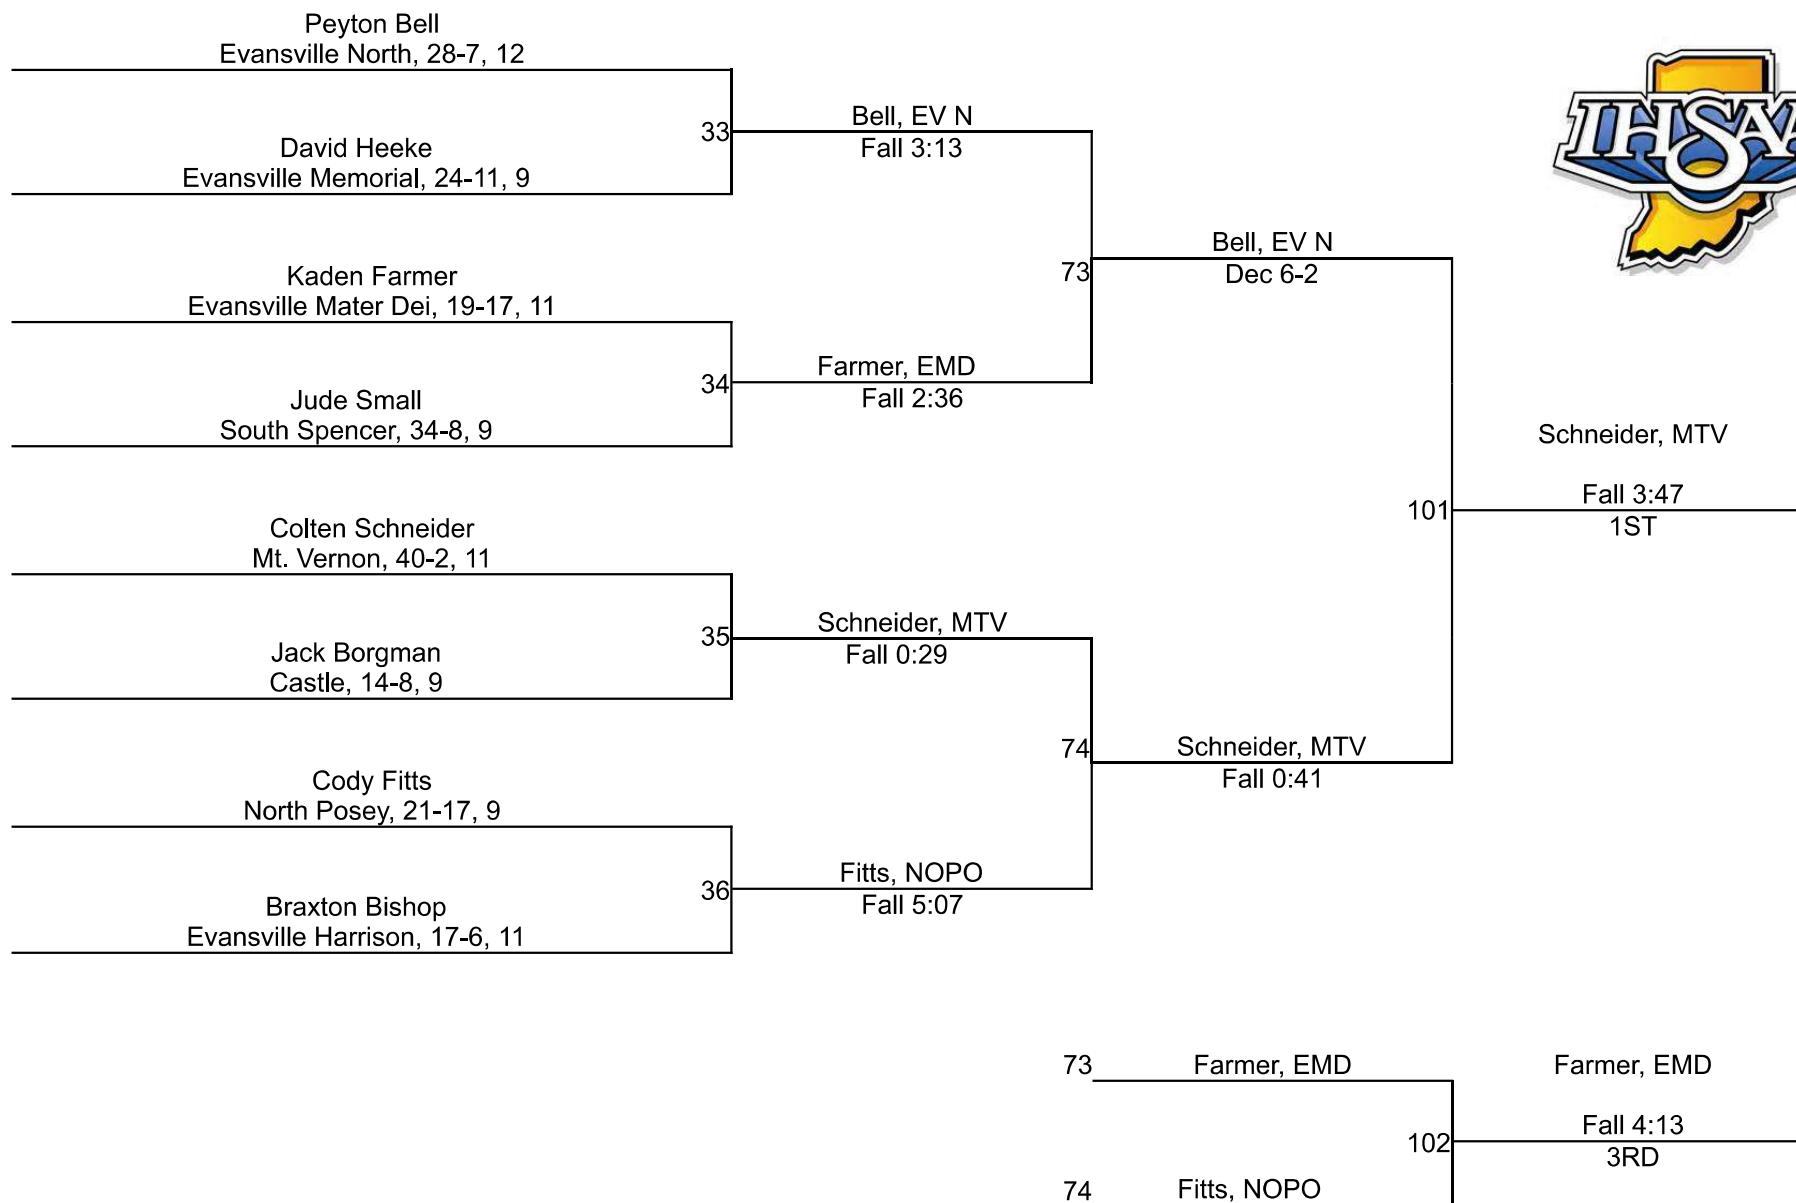 Peyton Bell
Evansville North, 28-7, 12
33
David Heeke
Evansville Memorial, 24-11, 9
Bell, EV N
Fall 3:13
Kaden Farmer
Evansville Mater Dei, 19-17, 11
34
Jude Small
South Spencer, 34-8, 9
Farmer, EMD
Fall 2:36
73
Bell, EV N
Dec 6-2
Colten Schneider
Mt. Vernon, 40-2, 11
35
Jack Borgman
Castle, 14-8, 9
Schneider, MTV
Fall 0:29
Cody Fitts
North Posey, 21-17, 9
36
Braxton Bishop
Evansville Harrison, 17-6, 11
Fitts, NOPO
Fall 5:07
74
Schneider, MTV
Fall 0:41
101
Schneider, MTV
Fall 3:47
1ST
IHSAA
73
Farmer, EMD
74
Fitts, NOPO
102
Farmer, EMD
Fall 4:13
3RD